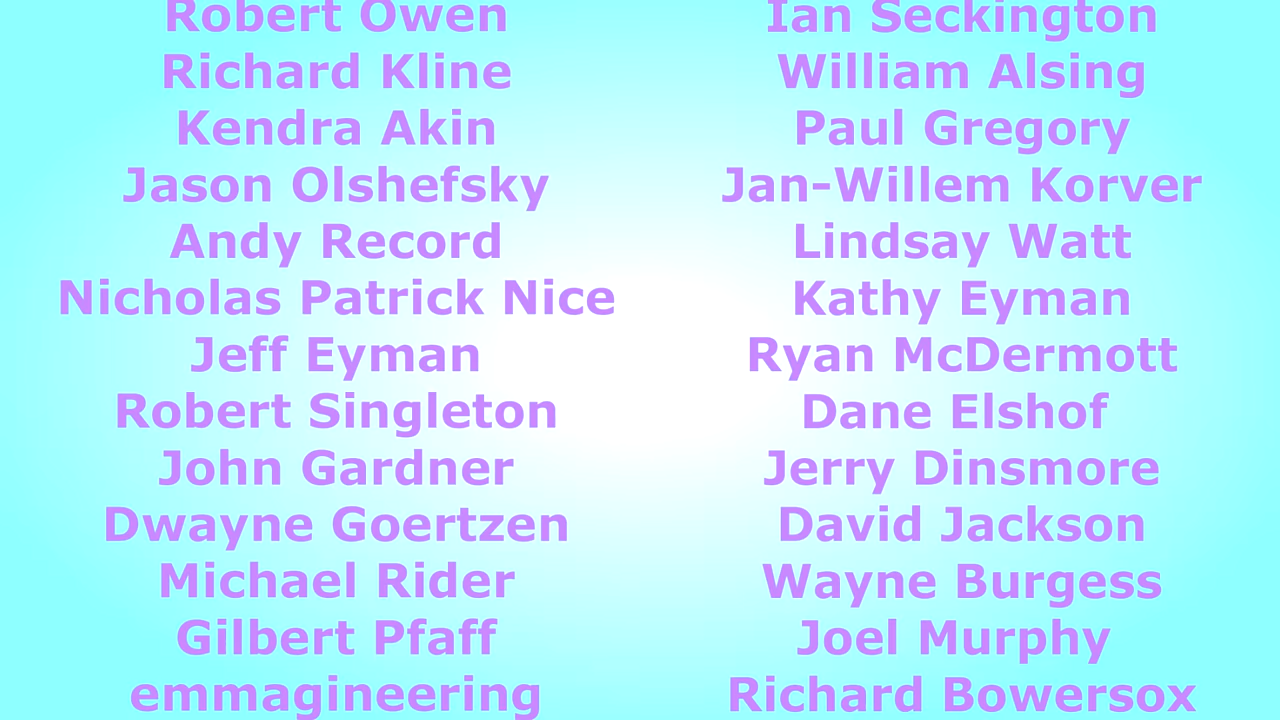 Robert Owen
Richard Kline
Kendra Akin
Jason Olshefsky
Andy Record
Nicholas Patrick Nice
Jeff Eyman
Robert Singleton
John Gardner
Dwayne Goertzen
Michael Rider
Gilbert Pfaff
emmagineering
Ian Seckington
William Alsing
Paul Gregory
Jan-Willem Korver
Lindsay Watt
Kathy Eyman
Ryan McDermott
Dane Elshof
Jerry Dinsmore
David Jackson
Wayne Burgess
Joel Murphy
Richard Bowersox